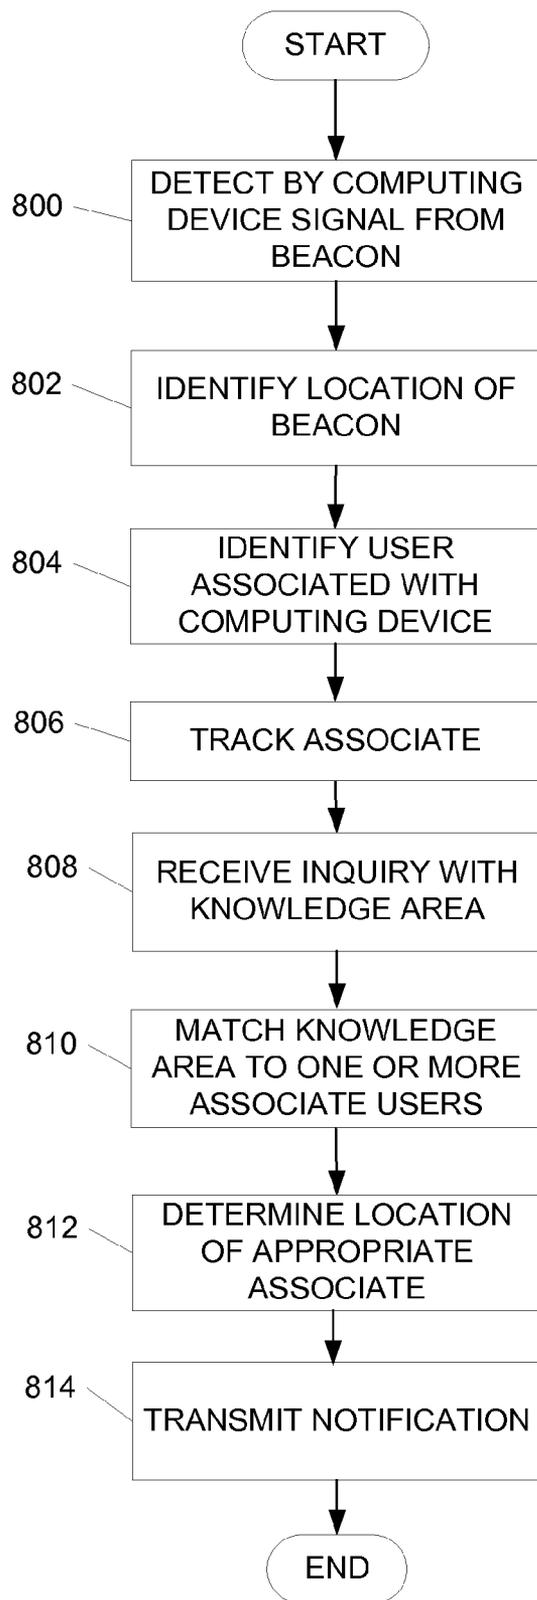 START
800
DETECT BY COMPUTING
DEVICE SIGNAL FROM
BEACON
802
IDENTIFY LOCATION OF
BEACON
804
IDENTIFY USER
ASSOCIATED WITH
COMPUTING DEVICE
806
TRACK ASSOCIATE
808
RECEIVE INQUIRY WITH
KNOWLEDGE AREA
810
MATCH KNOWLEDGE
AREA TO ONE OR MORE
ASSOCIATE USERS
812
DETERMINE LOCATION
OF APPROPRIATE
ASSOCIATE
814
TRANSMIT NOTIFICATION
END